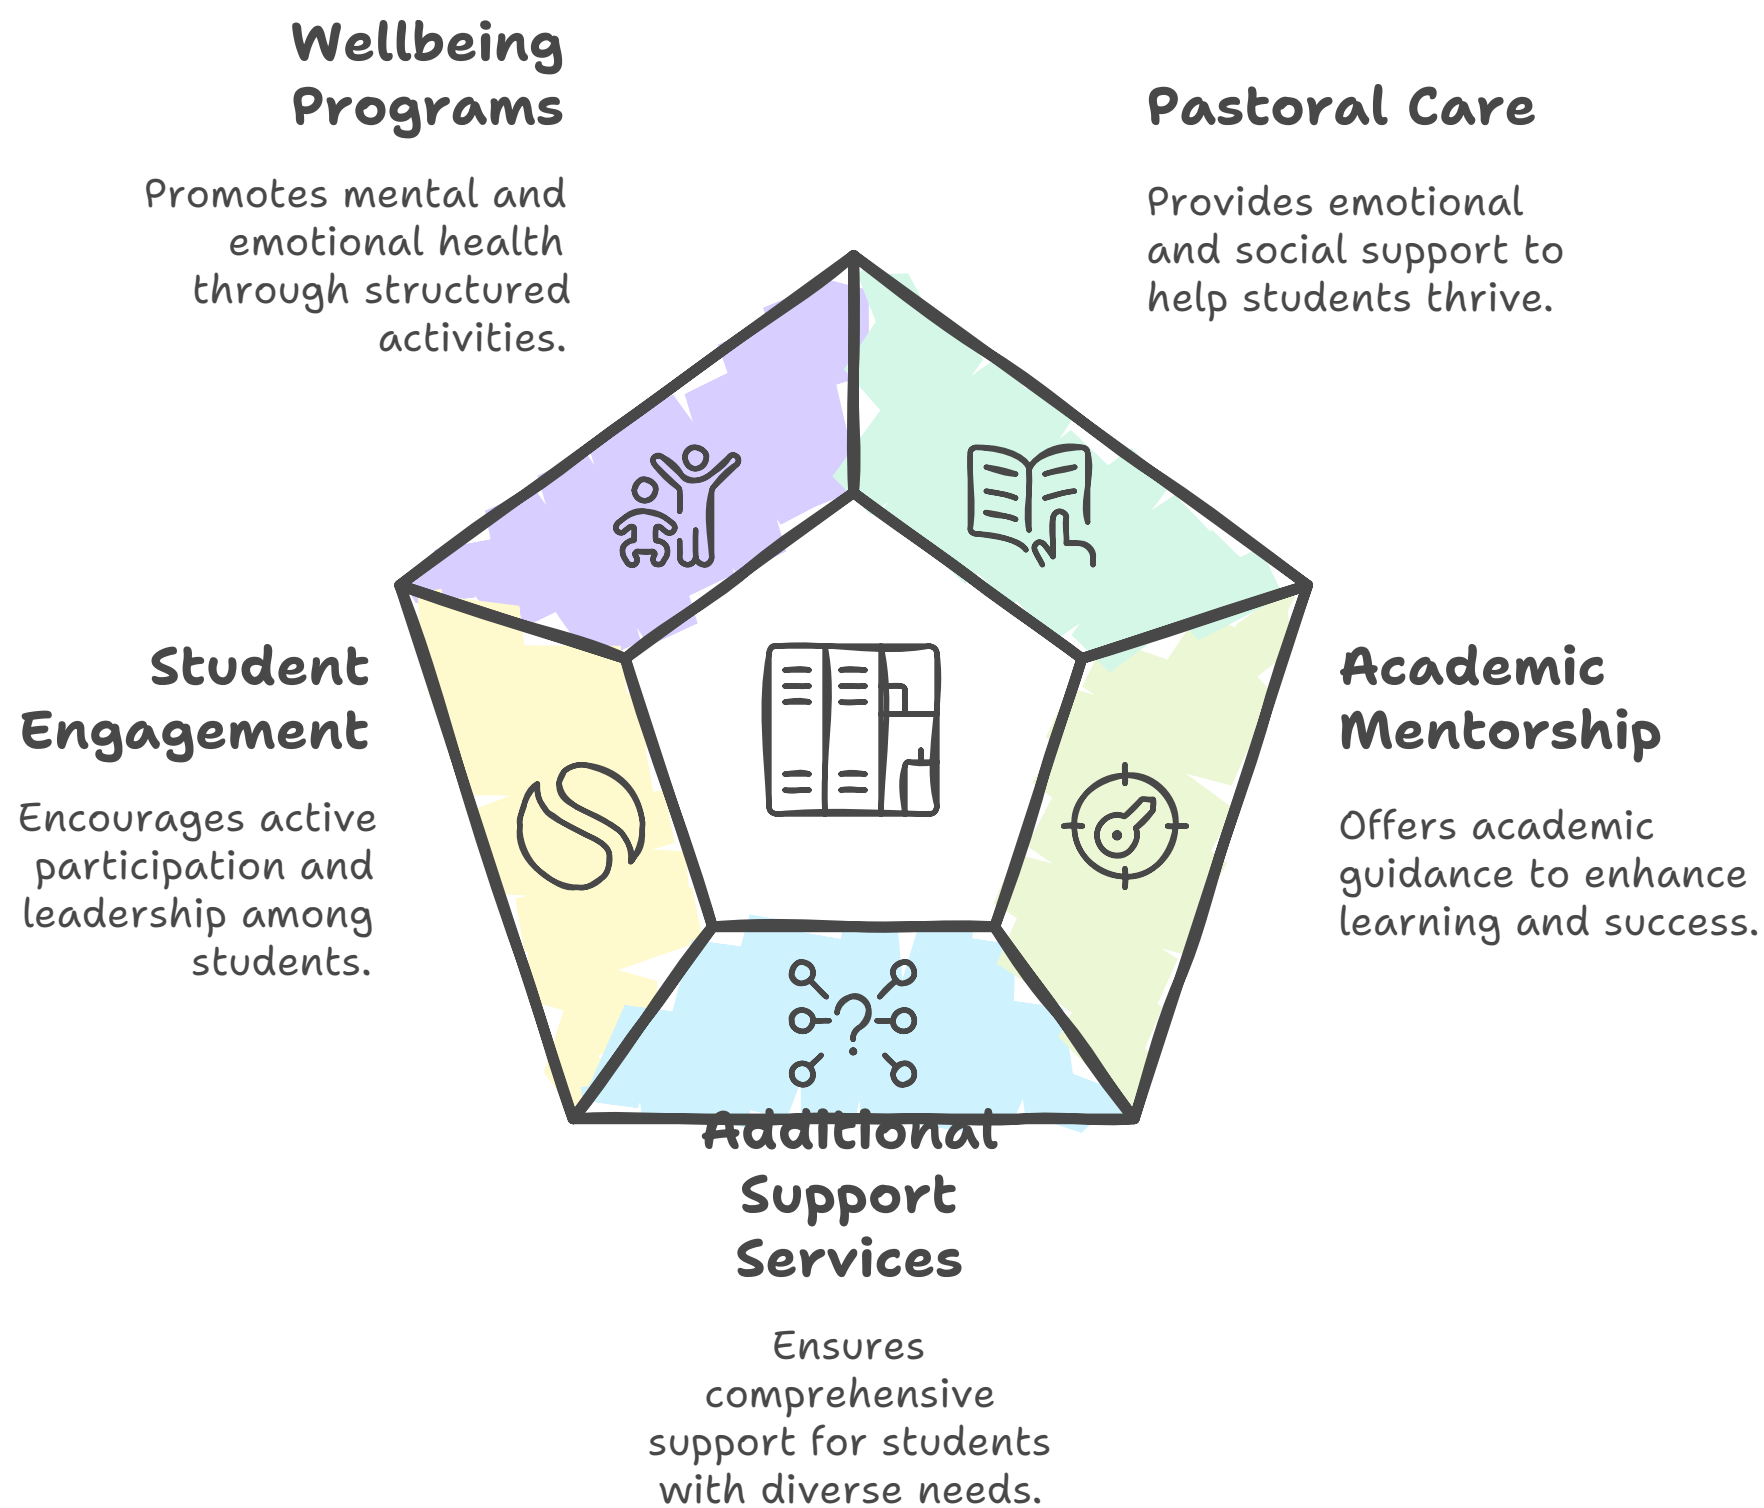 Wellbeing
Programs
Promotes mental and
emotional health
through structured
activities.
Pastoral Care
Provides emotional
and social support to
help students thrive.
Student
Engagement
Encourages active
participation and
leadership among
students.
Academic
Mentorship
Offers academic
guidance to enhance
learning and success.
?
Additional
Support
Services
Ensures
comprehensive
support for students
with diverse needs.